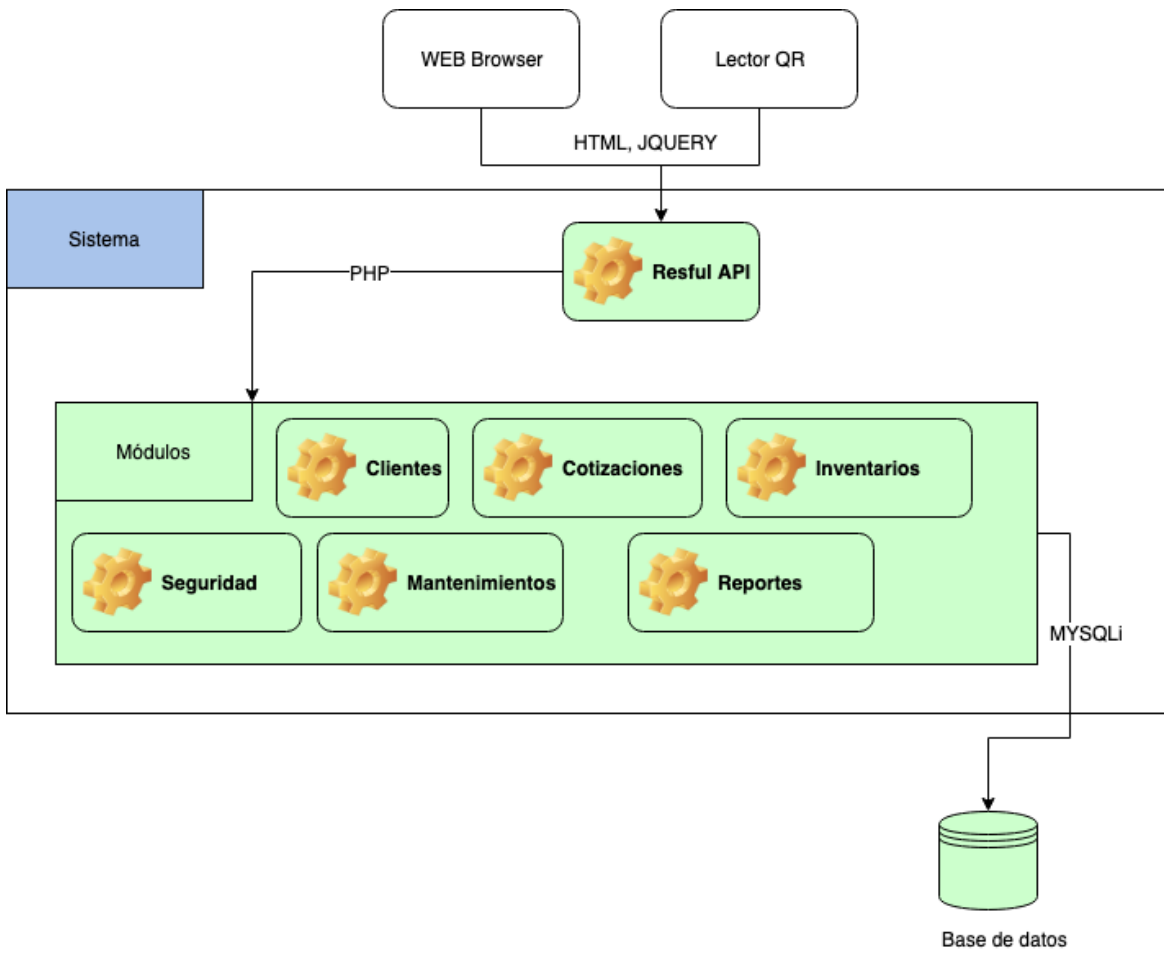 WEB Browser
Lector QR
HTML, JQUERY
Sistema
Resful API
PHP
Módulos
Clientes
Cotizaciones
Inventarios
Seguridad
Mantenimientos
Reportes
MYSQLi
Base de datos